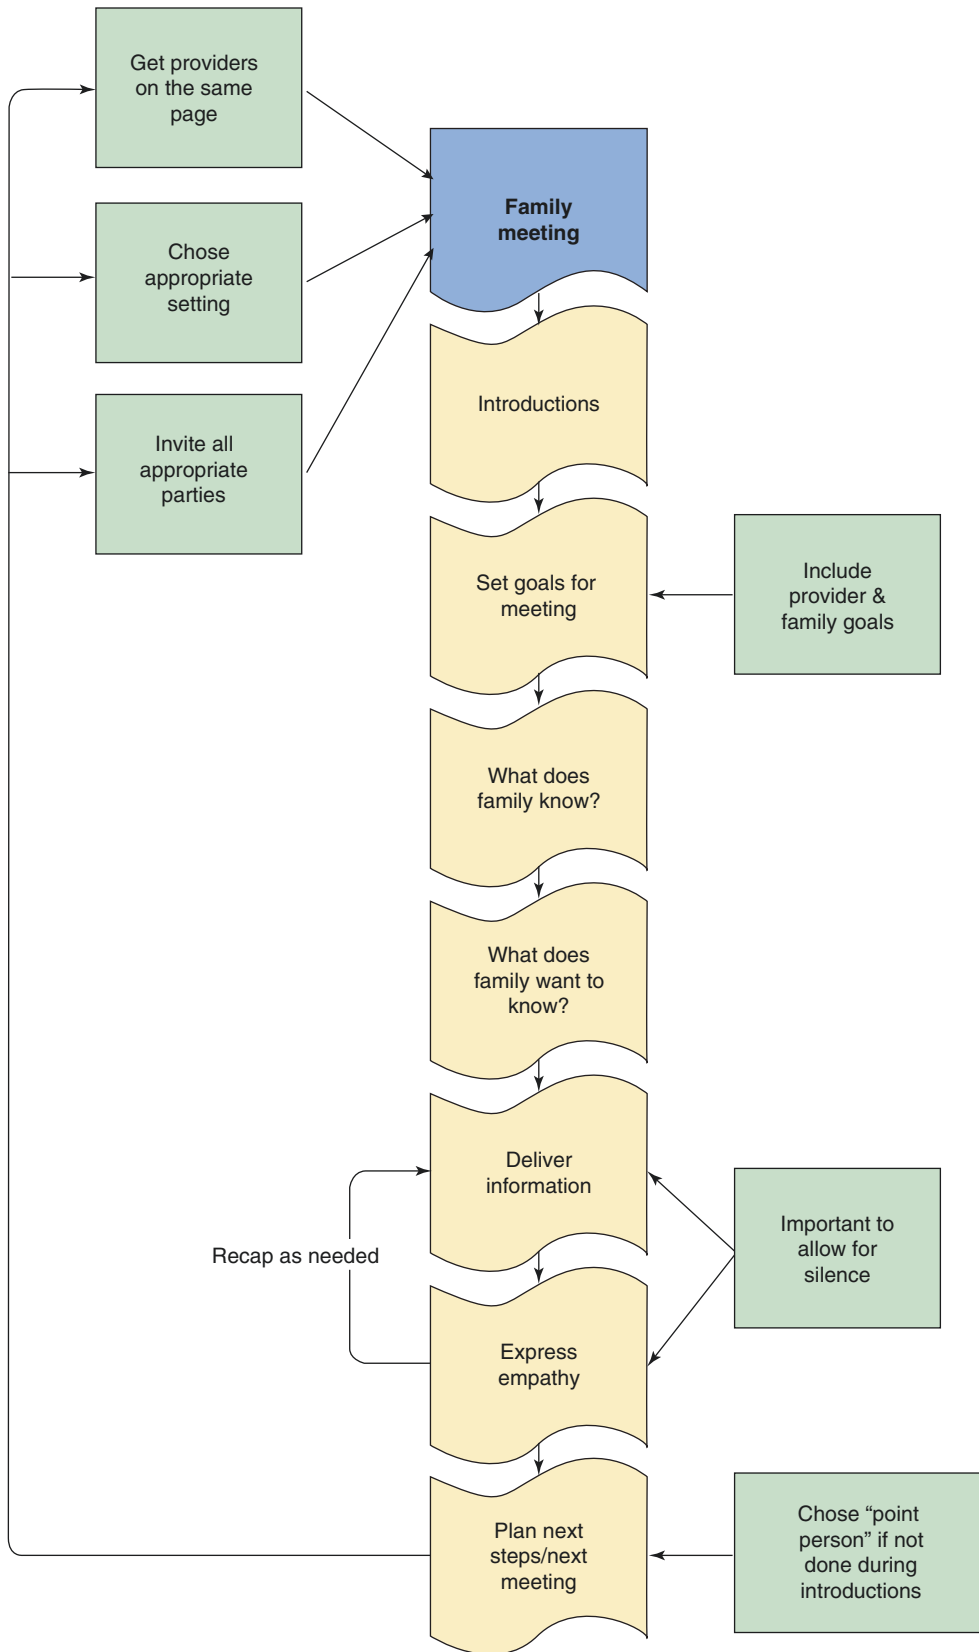 Get providers
on the same
page
Family
meeting
Chose
appropriate
setting
Introductions
Invite all
appropriate
parties
Set goals for
meeting
Include
provider &
family goals
What does
family know?
What does
family want to
know?
Deliver
information
Important to
allow for
silence
Recap as needed
Express
empathy
Plan next
steps/next
meeting
Chose “point
person” if not
done during
introductions